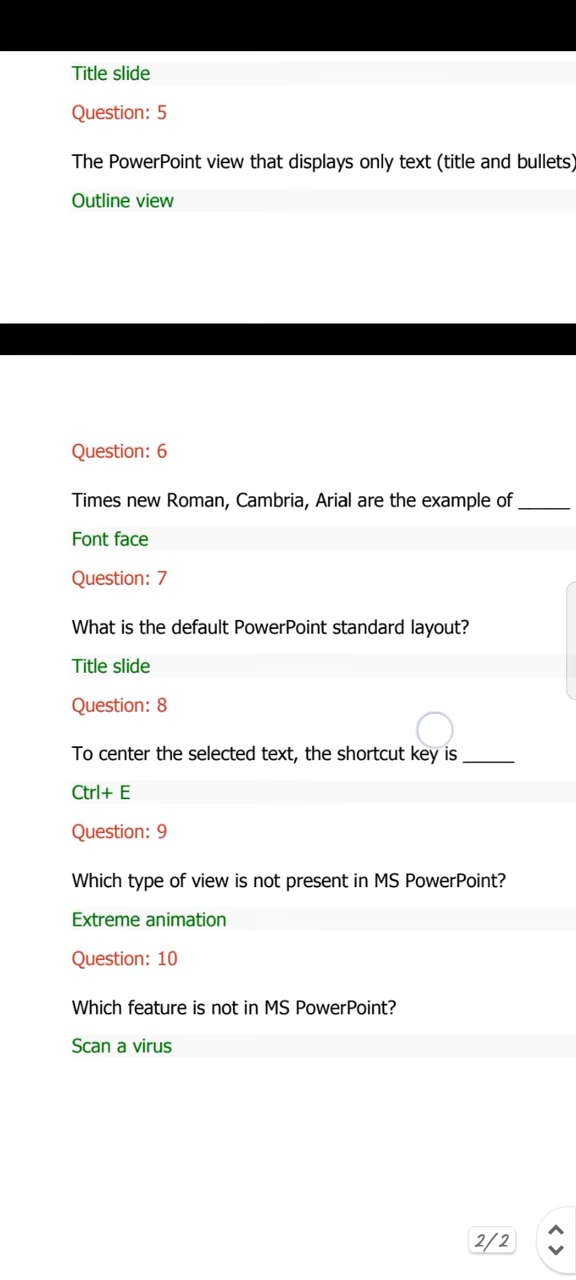 Title slide
Question: 5
The PowerPoint view that displays only text (title and bullets)
Outline view
Question: 6
Times new Roman, Cambria, Arial are the example of _____
Font face
Question: 7
What is the default PowerPoint standard layout?
Title slide
Question: 8
To center the selected text, the shortcut key is _____
Ctrl+ E
Question: 9
Which type of view is not present in MS PowerPoint?
Extreme animation
Question: 10
Which feature is not in MS PowerPoint?
Scan a virus
2/2